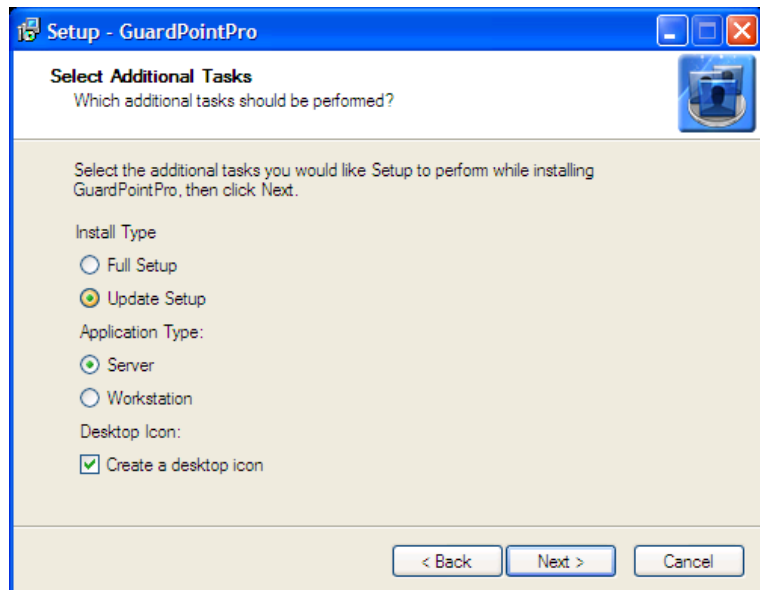 Setup - GuardPointPro
Select Additional Tasks
Which additional tasks should be performed?
Select the additional tasks you would like Setup to perform while installing
GuardPointPro, then click Next.
Install Type
Full Setup
Update Setup
Application Type:
Server
Workstation
Desktop Icon:
Create a desktop icon
< Back Next > Cancel